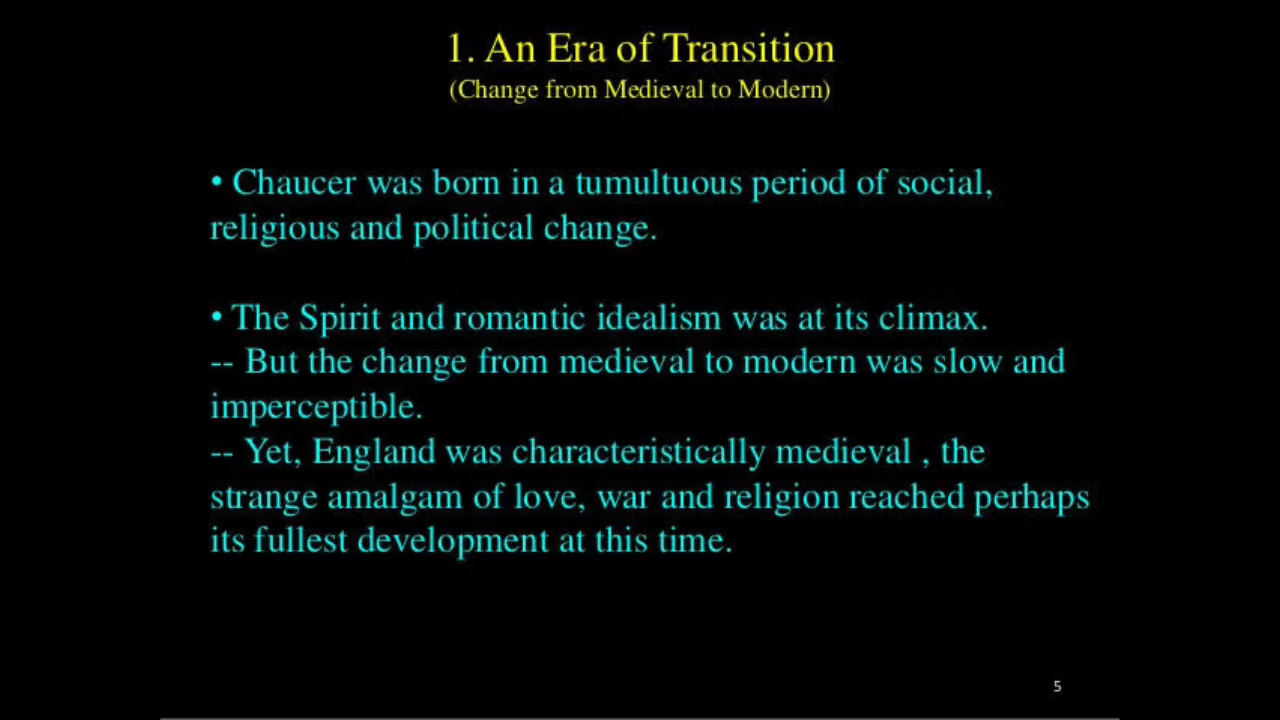 1. An Era of Transition
(Change from Medieval to Modern)
• Chaucer was born in a tumultuous period of social,
religious and political change.
• The Spirit and romantic idealism was at its climax.
-- But the change from medieval to modern was slow and
imperceptible.
-- Yet, England was characteristically medieval , the
strange amalgam of love, war and religion reached perhaps
its fullest development at this time.
5